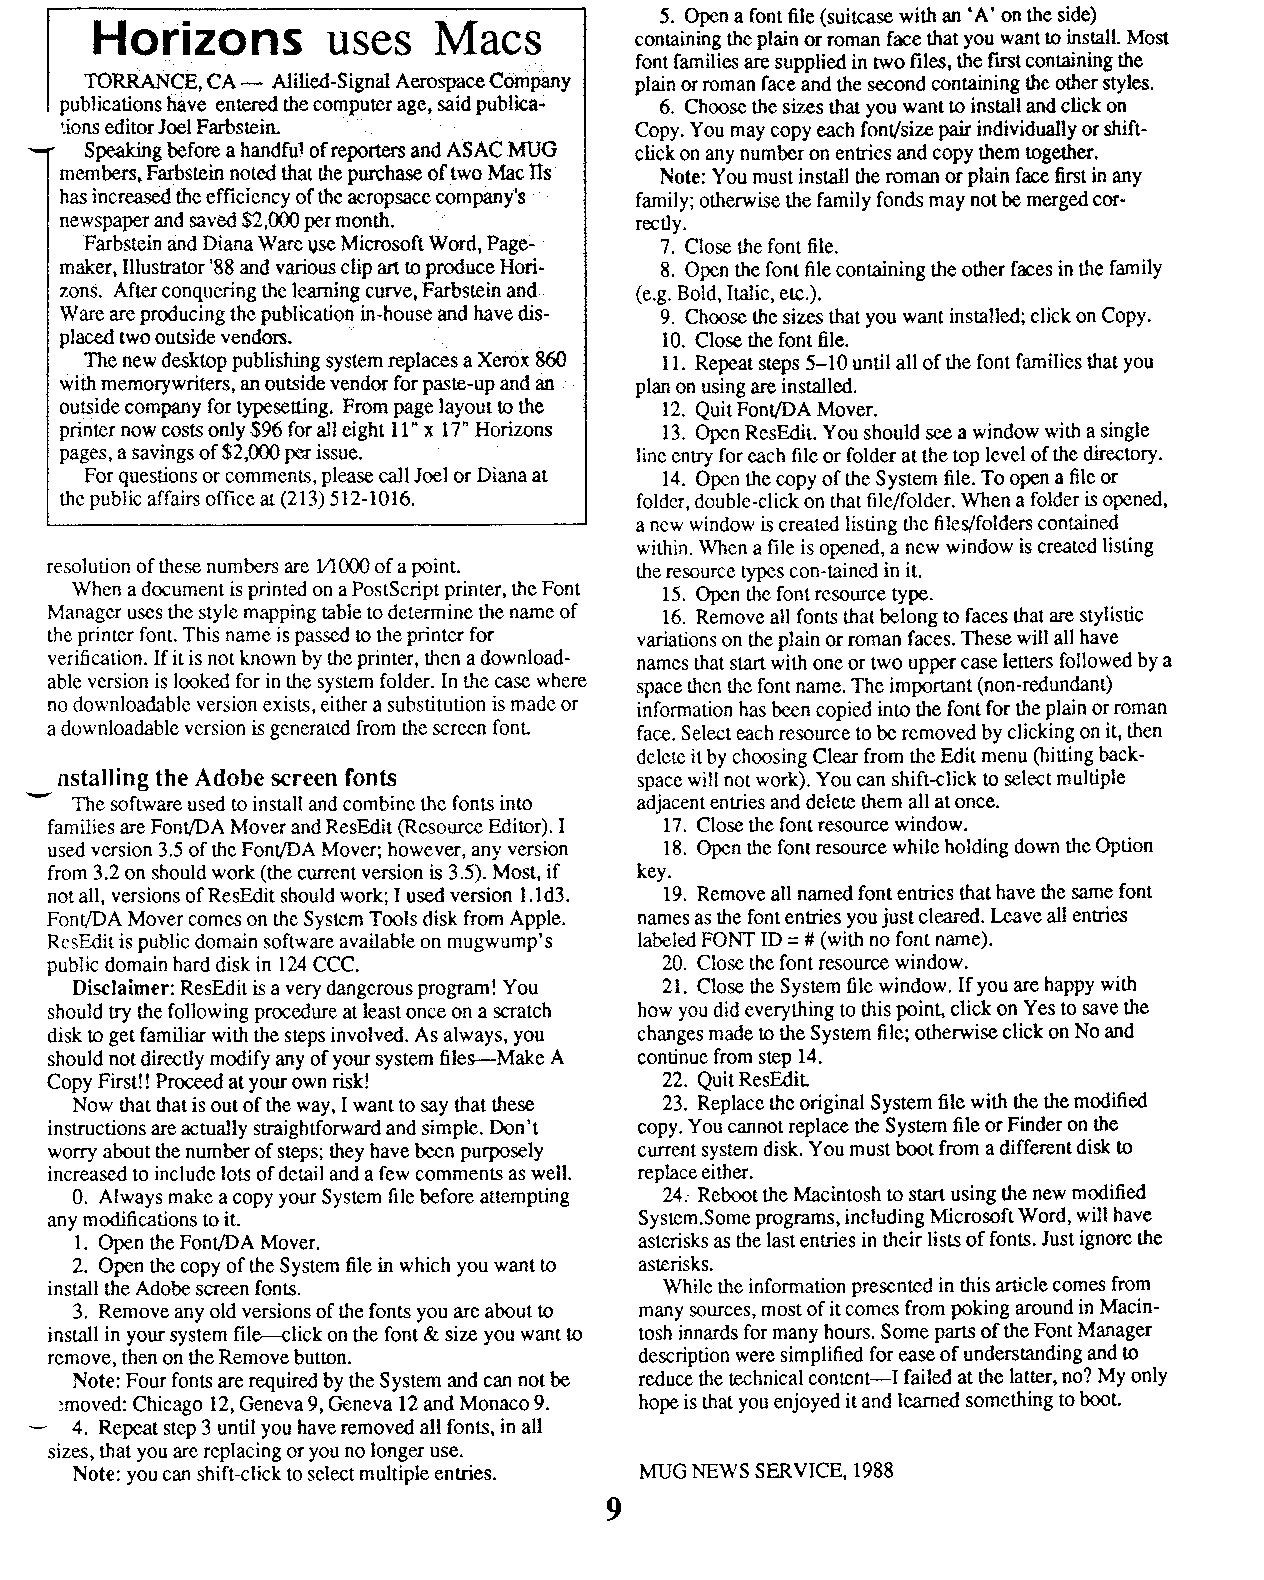 Horizons uses Macs
TORRANCE, CA — Alilied-Signal Aerospace Company
publications have entered the computer age, said publica-
tions editor Joel Farbstein.
Speaking before a handful of reporters and ASAC MUG
members, Farbstein noted that the purchase of two Mac IIs
has increased the efficiency of the aeropsace company's
newspaper and saved $2,000 per month.
Farbstein and Diana Ware use Microsoft Word, Page-
maker, Illustrator '88 and various clip art to produce Hori-
zons. After conquering the learning curve, Farbstein and
Ware are producing the publication in-house and have dis-
placed two outside vendors.
The new desktop publishing system replaces a Xerox 860
with memorywriters, an outside vendor for paste-up and an
outside company for typesetting. From page layout to the
printer now costs only $96 for all eight 11" x 17" Horizons
pages, a savings of $2,000 per issue.
For questions or comments, please call Joel or Diana at
the public affairs office at (213) 512-1016.
resolution of these numbers are 1/1000 of a point.
When a document is printed on a PostScript printer, the Font
Manager uses the style mapping table to determine the name of
the printer font. This name is passed to the printer for
verification. If it is not known by the printer, then a download-
able version is looked for in the system folder. In the case where
no downloadable version exists, either a substitution is made or
a downloadable version is generated from the screen font.
nstalling the Adobe screen fonts
The software used to install and combine the fonts into
families are Font/DA Mover and ResEdit (Resource Editor). I
used version 3.5 of the Font/DA Mover; however, any version
from 3.2 on should work (the current version is 3.5). Most, if
not all, versions of ResEdit should work; I used version 1.1d3.
Font/DA Mover comes on the System Tools disk from Apple.
ResEdit is public domain software available on mugwump's
public domain hard disk in 124 CCC.
Disclaimer: ResEdit is a very dangerous program! You
should try the following procedure at least once on a scratch
disk to get familiar with the steps involved. As always, you
should not directly modify any of your system files—Make A
Copy First!! Proceed at your own risk!
Now that that is out of the way, I want to say that these
instructions are actually straightforward and simple. Don't
worry about the number of steps; they have been purposely
increased to include lots of detail and a few comments as well.
0. Always make a copy your System file before attempting
any modifications to it.
1. Open the Font/DA Mover.
2. Open the copy of the System file in which you want to
install the Adobe screen fonts.
3. Remove any old versions of the fonts you are about to
install in your system file—click on the font & size you want to
remove, then on the Remove button.
Note: Four fonts are required by the System and can not be
emoved: Chicago 12, Geneva 9, Geneva 12 and Monaco 9.
4. Repeat step 3 until you have removed all fonts, in all
sizes, that you are replacing or you no longer use.
Note: you can shift-click to select multiple entries.
5. Open a font file (suitcase with an 'A' on the side)
containing the plain or roman face that you want to install. Most
font families are supplied in two files, the first containing the
plain or roman face and the second containing the other styles.
6. Choose the sizes that you want to install and click on
Copy. You may copy each font/size pair individually or shift-
click on any number on entries and copy them together.
Note: You must install the roman or plain face first in any
family; otherwise the family fonds may not be merged cor-
rectly.
7. Close the font file.
8. Open the font file containing the other faces in the family
(e.g. Bold, Italic, etc.).
9. Choose the sizes that you want installed; click on Copy.
10. Close the font file.
11. Repeat steps 5–10 until all of the font families that you
plan on using are installed.
12. Quit Font/DA Mover.
13. Open ResEdit. You should see a window with a single
line entry for each file or folder at the top level of the directory.
14. Open the copy of the System file. To open a file or
folder, double-click on that file/folder. When a folder is opened,
a new window is created listing the files/folders contained
within. When a file is opened, a new window is created listing
the resource types con-tained in it.
15. Open the font resource type.
16. Remove all fonts that belong to faces that are stylistic
variations on the plain or roman faces. These will all have
names that start with one or two upper case letters followed by a
space then the font name. The important (non-redundant)
information has been copied into the font for the plain or roman
face. Select each resource to be removed by clicking on it, then
delete it by choosing Clear from the Edit menu (hitting back-
space will not work). You can shift-click to select multiple
adjacent entries and delete them all at once.
17. Close the font resource window.
18. Open the font resource while holding down the Option
key.
19. Remove all named font entries that have the same font
names as the font entries you just cleared. Leave all entries
labeled FONT ID = # (with no font name).
20. Close the font resource window.
21. Close the System file window. If you are happy with
how you did everything to this point, click on Yes to save the
changes made to the System file; otherwise click on No and
continue from step 14.
22. Quit ResEdit.
23. Replace the original System file with the the modified
copy. You cannot replace the System file or Finder on the
current system disk. You must boot from a different disk to
replace either.
24. Reboot the Macintosh to start using the new modified
System.Some programs, including Microsoft Word, will have
asterisks as the last entries in their lists of fonts. Just ignore the
asterisks.
While the information presented in this article comes from
many sources, most of it comes from poking around in Macin-
tosh innards for many hours. Some parts of the Font Manager
description were simplified for ease of understanding and to
reduce the technical content—I failed at the latter, no? My only
hope is that you enjoyed it and learned something to boot.
MUG NEWS SERVICE, 1988
9